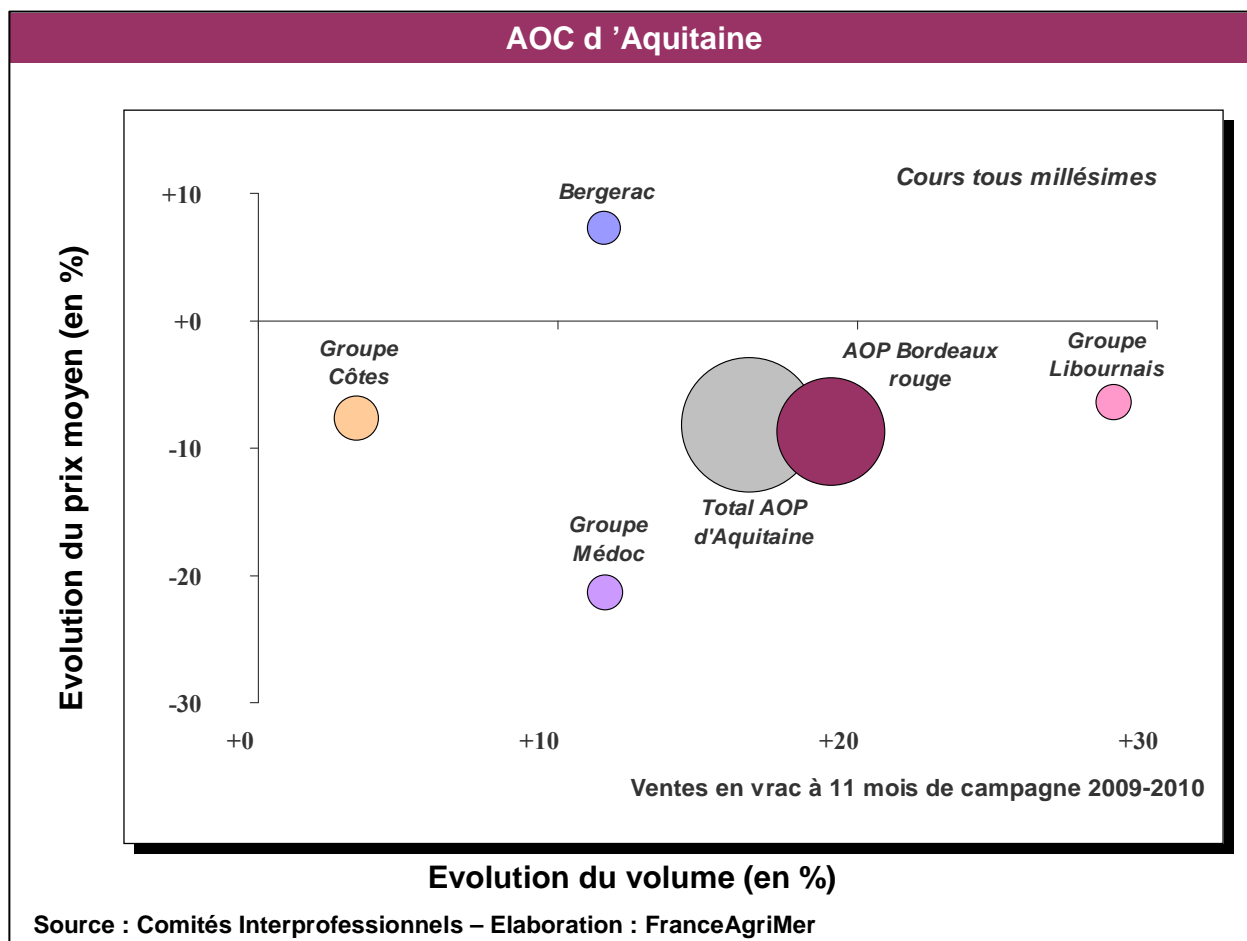 AOC d ’Aquitaine
Cours tous millésimes
Evolution du prix moyen (en %)
+10
+0
-10
-20
-30
Bergerac
Groupe
Côtes
AOP Bordeaux
rouge
Groupe
Libournais
Total AOP
d'Aquitaine
Groupe
Médoc
+0
+10
+20
+30
Ventes en vrac à 11 mois de campagne 2009-2010
Evolution du volume (en %)
Source : Comités Interprofessionnels – Elaboration : FranceAgriMer